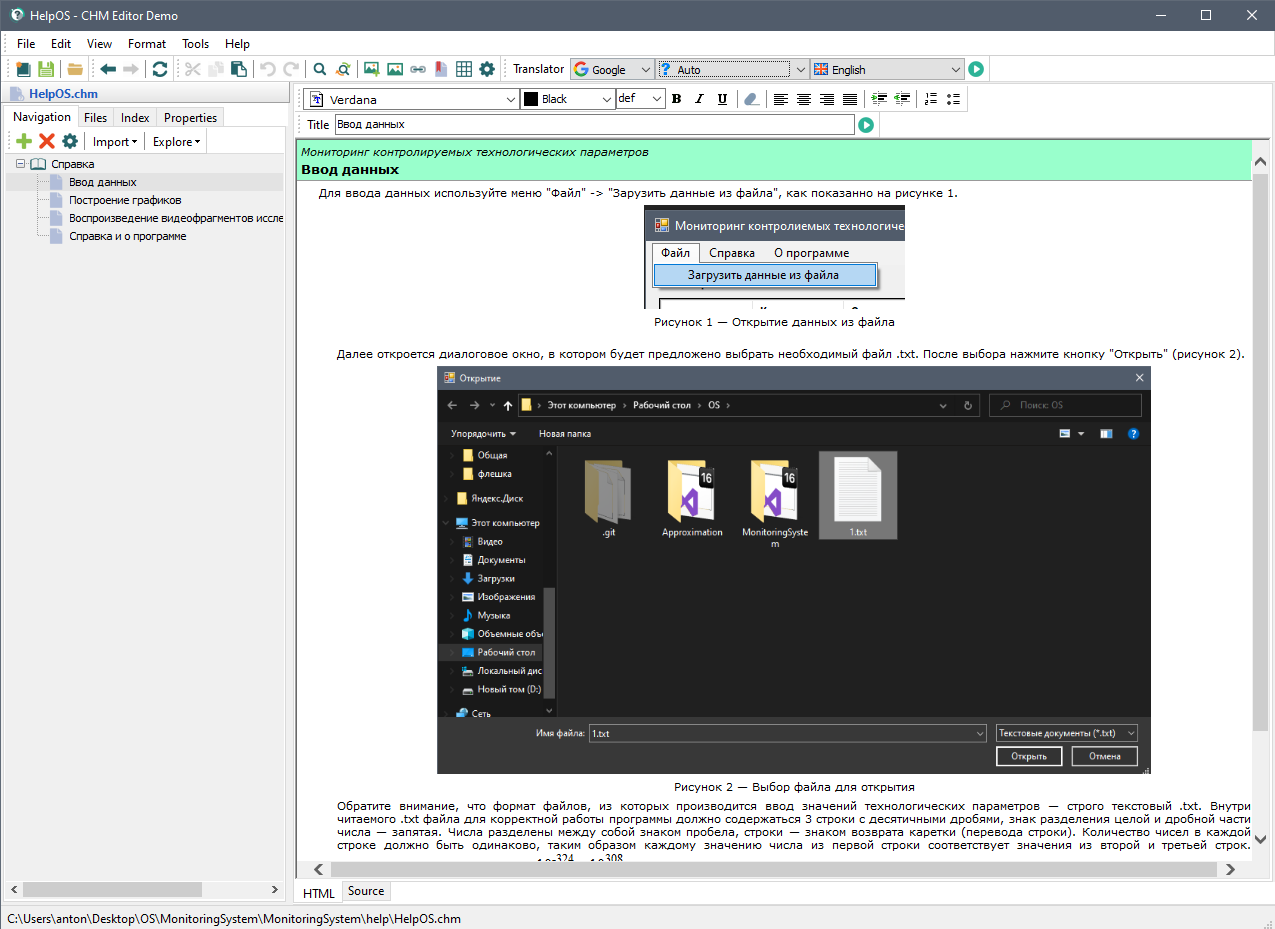 HelpOS - CHM Editor Demo
File Edit View Format Tools Help
Translator Google Auto English
HelpOS.chm
Navigation Files Index Properties
Import Explore
Справка
Ввод данных
Построение графиков
Воспроизведение видеофрагментов иссле
Справка и о программе
Verdana Black def B I U
Title Ввод данных
Мониторинг контролируемых технологических параметров
Ввод данных
Для ввода данных используйте меню "Файл" -> "Зарузить данные из файла", как показанно на рисунке 1.
Мониторинг контролиемых технологиче
Файл Справка О программе
Загрузить данные из файла
Рисунок 1 — Открытие данных из файла
Далее откроется диалоговое окно, в котором будет предложено выбрать необходимый файл .txt. После выбора нажмите кнопку "Открыть" (рисунок 2).
Открытие
Этот компьютер › Рабочий стол › OS ›
Поиск: OS
Упорядочить Новая папка
Общая
флешка
Яндекс.Диск
Этот компьютер
Видео
Документы
Загрузки
Изображения
Музыка
Объемные объ
Рабочий стол
Локальный дис
Новый том (D:)
Сеть
16
16
.git
Approximation
MonitoringSyste
m
1.txt
Имя файла: 1.txt
Текстовые документы (*.txt)
Открыть Отмена
Рисунок 2 — Выбор файла для открытия
Обратите внимание, что формат файлов, из которых производится ввод значений технологических параметров — строго текстовый .txt. Внутри
читаемого .txt файла для корректной работы программы должно содержаться 3 строки с десятичными дробями, знак разделения целой и дробной части
числа — запятая. Числа разделены между собой знаком пробела, строки — знаком возврата каретки (перевода строки). Количество чисел в каждой
строке должно быть одинаково, таким образом каждому значению числа из первой строки соответствует значения из второй и третьей строк.
324 308
HTML Source
C:\Users\anton\Desktop\OS\MonitoringSystem\MonitoringSystem\help\HelpOS.chm